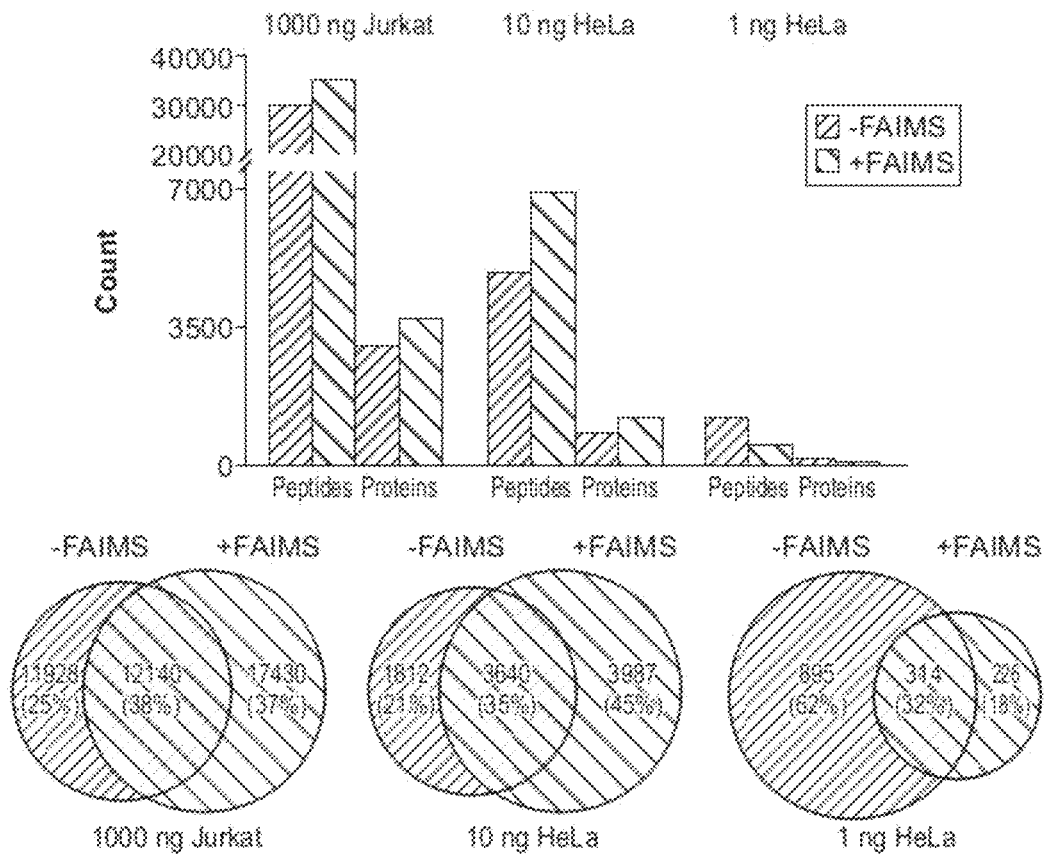 1000 ng Jurkat 10 ng HeLa 1 ng HeLa
40000
30000
20000
7000
3500
0
Count
-FAIMS
+FAIMS
Peptides Proteins Peptides Proteins Peptides Proteins
-FAIMS +FAIMS -FAIMS +FAIMS -FAIMS +FAIMS
11928 12140 17430 1812 3640 3987 895 314 226
(25%) (38%) (37%) (21%) (35%) (45%) (62%) (32%) (18%)
1000 ng Jurkat 10 ng HeLa 1 ng HeLa